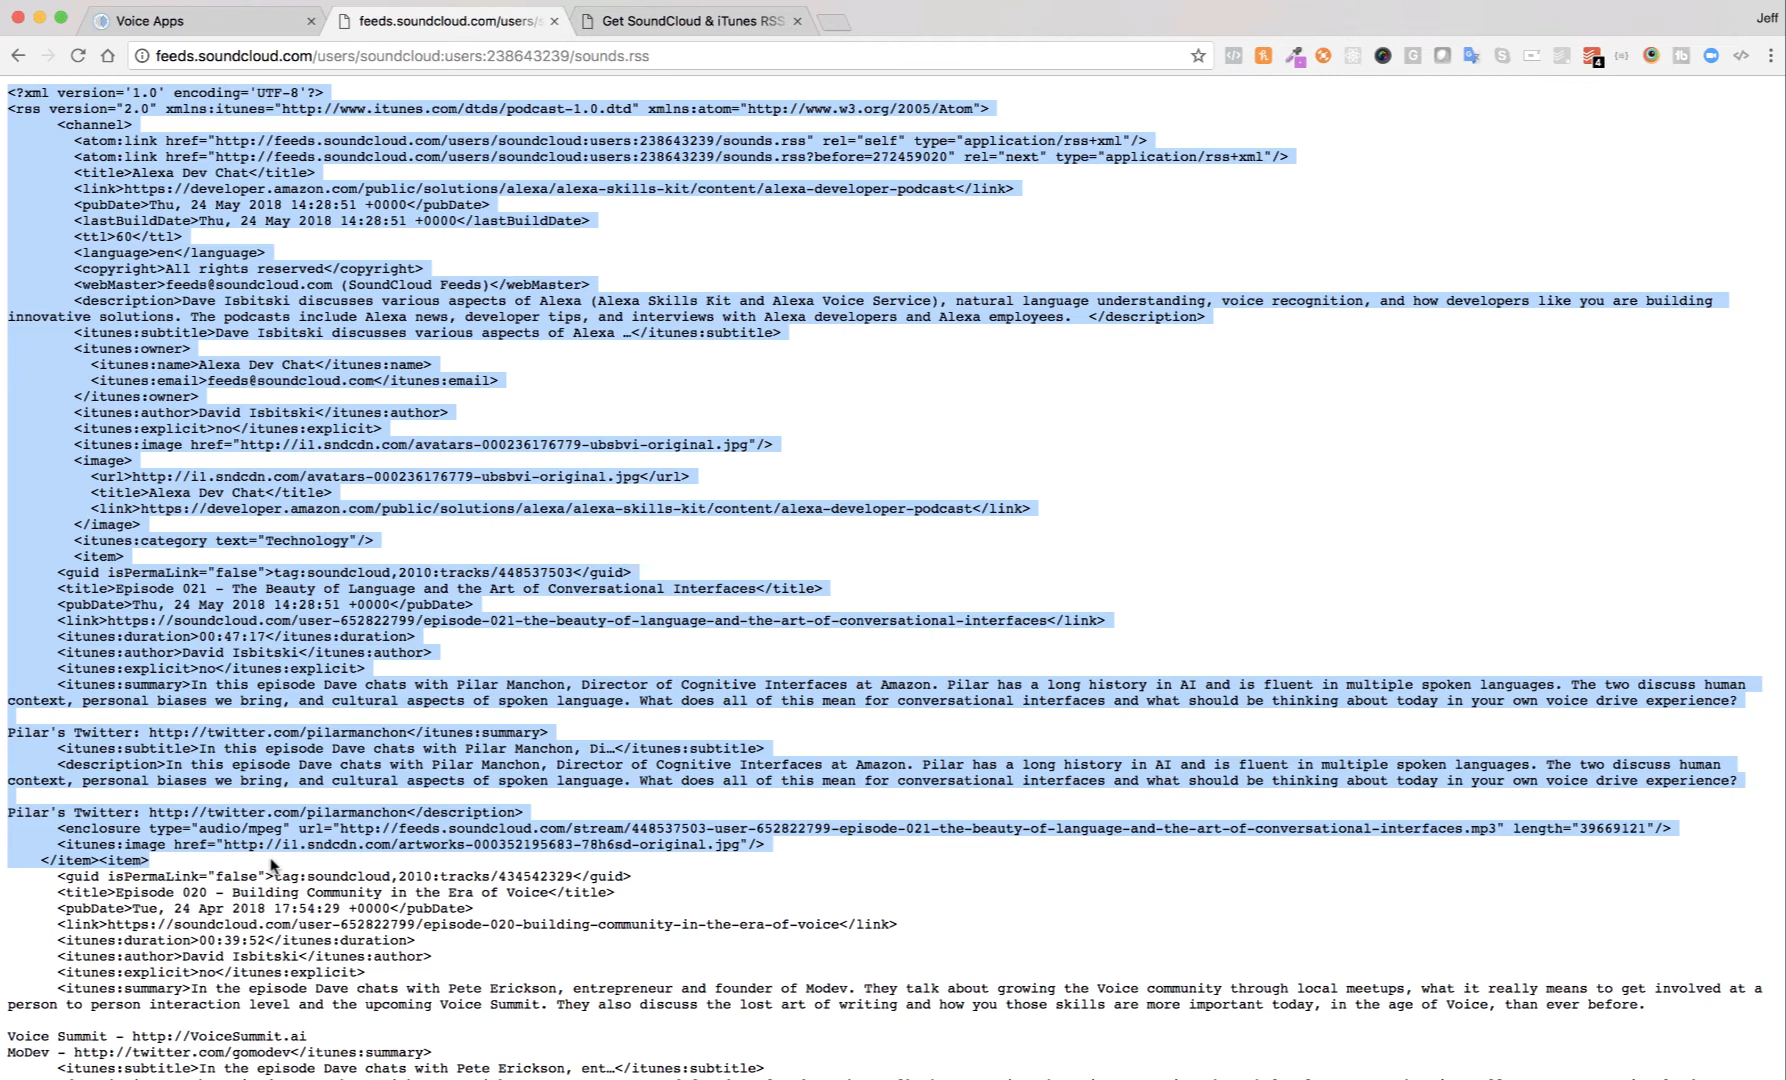 Voice Apps
feeds.soundcloud.com/users/s
Get SoundCloud & iTunes RSS
Jeff
feeds.soundcloud.com/users/soundcloud:users:238643239/sounds.rss
4
<?xml version='1.0' encoding='UTF-8'?>
<rss version="2.0" xmlns:itunes="http://www.itunes.com/dtds/podcast-1.0.dtd" xmlns:atom="http://www.w3.org/2005/Atom">
<channel>
<atom:link href="http://feeds.soundcloud.com/users/soundcloud:users:238643239/sounds.rss" rel="self" type="application/rss+xml"/>
<atom:link href="http://feeds.soundcloud.com/users/soundcloud:users:238643239/sounds.rss?before=272459020" rel="next" type="application/rss+xml"/>
<title>Alexa Dev Chat</title>
<link>https://developer.amazon.com/public/solutions/alexa/alexa-skills-kit/content/alexa-developer-podcast</link>
<pubDate>Thu, 24 May 2018 14:28:51 +0000</pubDate>
<lastBuildDate>Thu, 24 May 2018 14:28:51 +0000</lastBuildDate>
<ttl>60</ttl>
<language>en</language>
<copyright>All rights reserved</copyright>
<webMaster>feeds@soundcloud.com (SoundCloud Feeds)</webMaster>
<description>Dave Isbitski discusses various aspects of Alexa (Alexa Skills Kit and Alexa Voice Service), natural language understanding, voice recognition, and how developers like you are building
innovative solutions. The podcasts include Alexa news, developer tips, and interviews with Alexa developers and Alexa employees.  </description>
<itunes:subtitle>Dave Isbitski discusses various aspects of Alexa …</itunes:subtitle>
<itunes:owner>
<itunes:name>Alexa Dev Chat</itunes:name>
<itunes:email>feeds@soundcloud.com</itunes:email>
</itunes:owner>
<itunes:author>David Isbitski</itunes:author>
<itunes:explicit>no</itunes:explicit>
<itunes:image href="http://i1.sndcdn.com/avatars-000236176779-ubsbvi-original.jpg"/>
<image>
<url>http://i1.sndcdn.com/avatars-000236176779-ubsbvi-original.jpg</url>
<title>Alexa Dev Chat</title>
<link>https://developer.amazon.com/public/solutions/alexa/alexa-skills-kit/content/alexa-developer-podcast</link>
</image>
<itunes:category text="Technology"/>
<item>
<guid isPermaLink="false">tag:soundcloud,2010:tracks/448537503</guid>
<title>Episode 021 - The Beauty of Language and the Art of Conversational Interfaces</title>
<pubDate>Thu, 24 May 2018 14:28:51 +0000</pubDate>
<link>https://soundcloud.com/user-652822799/episode-021-the-beauty-of-language-and-the-art-of-conversational-interfaces</link>
<itunes:duration>00:47:17</itunes:duration>
<itunes:author>David Isbitski</itunes:author>
<itunes:explicit>no</itunes:explicit>
<itunes:summary>In this episode Dave chats with Pilar Manchon, Director of Cognitive Interfaces at Amazon. Pilar has a long history in AI and is fluent in multiple spoken languages. The two discuss human
context, personal biases we bring, and cultural aspects of spoken language. What does all of this mean for conversational interfaces and what should be thinking about today in your own voice drive experience?
Pilar's Twitter: http://twitter.com/pilarmanchon</itunes:summary>
<itunes:subtitle>In this episode Dave chats with Pilar Manchon, Di…</itunes:subtitle>
<description>In this episode Dave chats with Pilar Manchon, Director of Cognitive Interfaces at Amazon. Pilar has a long history in AI and is fluent in multiple spoken languages. The two discuss human
context, personal biases we bring, and cultural aspects of spoken language. What does all of this mean for conversational interfaces and what should be thinking about today in your own voice drive experience?
Pilar's Twitter: http://twitter.com/pilarmanchon</description>
<enclosure type="audio/mpeg" url="http://feeds.soundcloud.com/stream/448537503-user-652822799-episode-021-the-beauty-of-language-and-the-art-of-conversational-interfaces.mp3" length="39669121"/>
<itunes:image href="http://i1.sndcdn.com/artworks-000352195683-78h6sd-original.jpg"/>
</item><item>
<guid isPermaLink="false">tag:soundcloud,2010:tracks/434542329</guid>
<title>Episode 020 - Building Community in the Era of Voice</title>
<pubDate>Tue, 24 Apr 2018 17:54:29 +0000</pubDate>
<link>https://soundcloud.com/user-652822799/episode-020-building-community-in-the-era-of-voice</link>
<itunes:duration>00:39:52</itunes:duration>
<itunes:author>David Isbitski</itunes:author>
<itunes:explicit>no</itunes:explicit>
<itunes:summary>In the episode Dave chats with Pete Erickson, entrepreneur and founder of Modev. They talk about growing the Voice community through local meetups, what it really means to get involved at a
person to person interaction level and the upcoming Voice Summit. They also discuss the lost art of writing and how you those skills are more important today, in the age of Voice, than ever before.
Voice Summit - http://VoiceSummit.ai
MoDev - http://twitter.com/gomodev</itunes:summary>
<itunes:subtitle>In the episode Dave chats with Pete Erickson, ent…</itunes:subtitle>